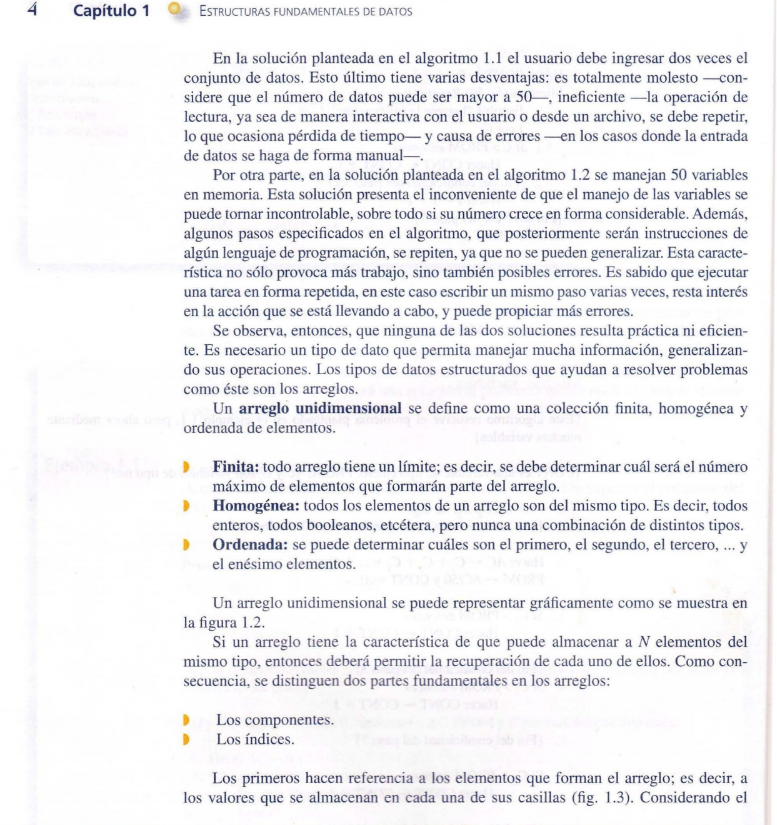 4 Capítulo 1 ESTRUCTURAS FUNDAMENTALES DE DATOS
En la solución planteada en el algoritmo 1.1 el usuario debe ingresar dos veces el
conjunto de datos. Esto último tiene varias desventajas: es totalmente molesto —con-
sidere que el número de datos puede ser mayor a 50—, ineficiente —la operación de
lectura, ya sea de manera interactiva con el usuario o desde un archivo, se debe repetir,
lo que ocasiona pérdida de tiempo— y causa de errores —en los casos donde la entrada
de datos se haga de forma manual—.
Por otra parte, en la solución planteada en el algoritmo 1.2 se manejan 50 variables
en memoria. Esta solución presenta el inconveniente de que el manejo de las variables se
puede tornar incontrolable, sobre todo si su número crece en forma considerable. Además,
algunos pasos especificados en el algoritmo, que posteriormente serán instrucciones de
algún lenguaje de programación, se repiten, ya que no se pueden generalizar. Esta caracte-
rística no sólo provoca más trabajo, sino también posibles errores. Es sabido que ejecutar
una tarea en forma repetida, en este caso escribir un mismo paso varias veces, resta interés
en la acción que se está llevando a cabo, y puede propiciar más errores.
Se observa, entonces, que ninguna de las dos soluciones resulta práctica ni eficien-
te. Es necesario un tipo de dato que permita manejar mucha información, generalizan-
do sus operaciones. Los tipos de datos estructurados que ayudan a resolver problemas
como éste son los arreglos.
Un arreglo unidimensional se define como una colección finita, homogénea y
ordenada de elementos.
Finita: todo arreglo tiene un límite; es decir, se debe determinar cuál será el número
máximo de elementos que formarán parte del arreglo.
Homogénea: todos los elementos de un arreglo son del mismo tipo. Es decir, todos
enteros, todos booleanos, etcétera, pero nunca una combinación de distintos tipos.
Ordenada: se puede determinar cuáles son el primero, el segundo, el tercero, ... y
el enésimo elementos.
Un arreglo unidimensional se puede representar gráficamente como se muestra en
la figura 1.2.
Si un arreglo tiene la característica de que puede almacenar a N elementos del
mismo tipo, entonces deberá permitir la recuperación de cada uno de ellos. Como con-
secuencia, se distinguen dos partes fundamentales en los arreglos:
Los componentes.
Los índices.
Los primeros hacen referencia a los elementos que forman el arreglo; es decir, a
los valores que se almacenan en cada una de sus casillas (fig. 1.3). Considerando el